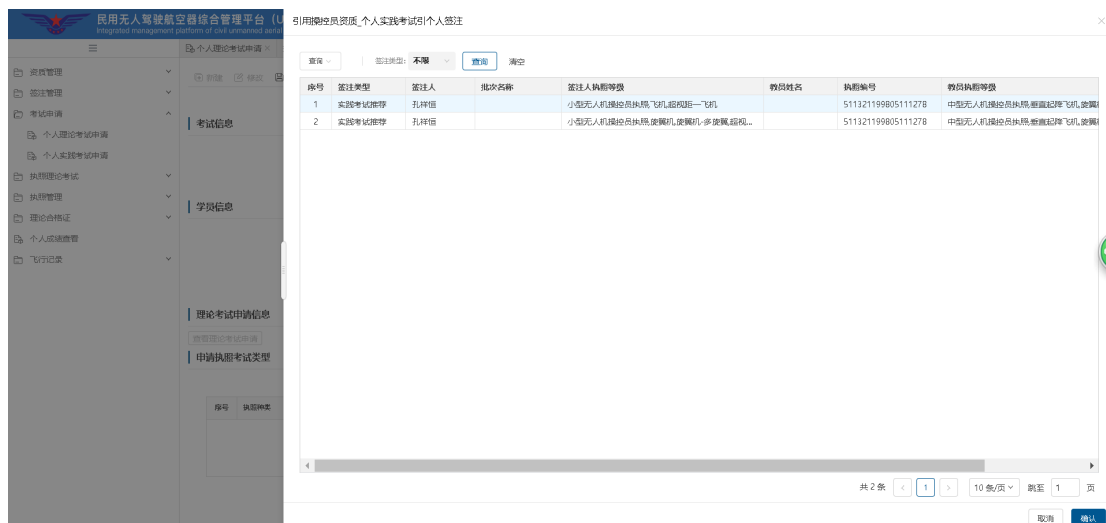 民用无人驾驶航空器综合管理平台（U
Integrated management platform of civil unmanned aerial
个人理论考试申请 ×
资质管理
签注管理
考试申请
个人理论考试申请
个人实践考试申请
执照理论考试
执照管理
理论合格证
个人成绩查看
飞行记录
新建 修改
考试信息
学员信息
理论考试申请信息
查看理论考试申请
申请执照考试类型
序号 执照种类
引用操控员资质_个人实践考试引个人签注
查询 签注类型: 不限 查询 清空
序号 签注类型 签注人 批次名称 签注人执照等级 教员姓名 执照编号 教员执照等级
1 实践考试推荐 孔祥恒 小型无人机操控员执照,飞机,超视距—飞机 511321199805111278 中型无人机操控员执照,垂直起降飞机,旋翼
2 实践考试推荐 孔祥恒 小型无人机操控员执照,旋翼机,旋翼机-多旋翼,超视... 511321199805111278 中型无人机操控员执照,垂直起降飞机,旋翼
共 2 条 < 1 > 10 条/页 跳至 1 页
取消 确认